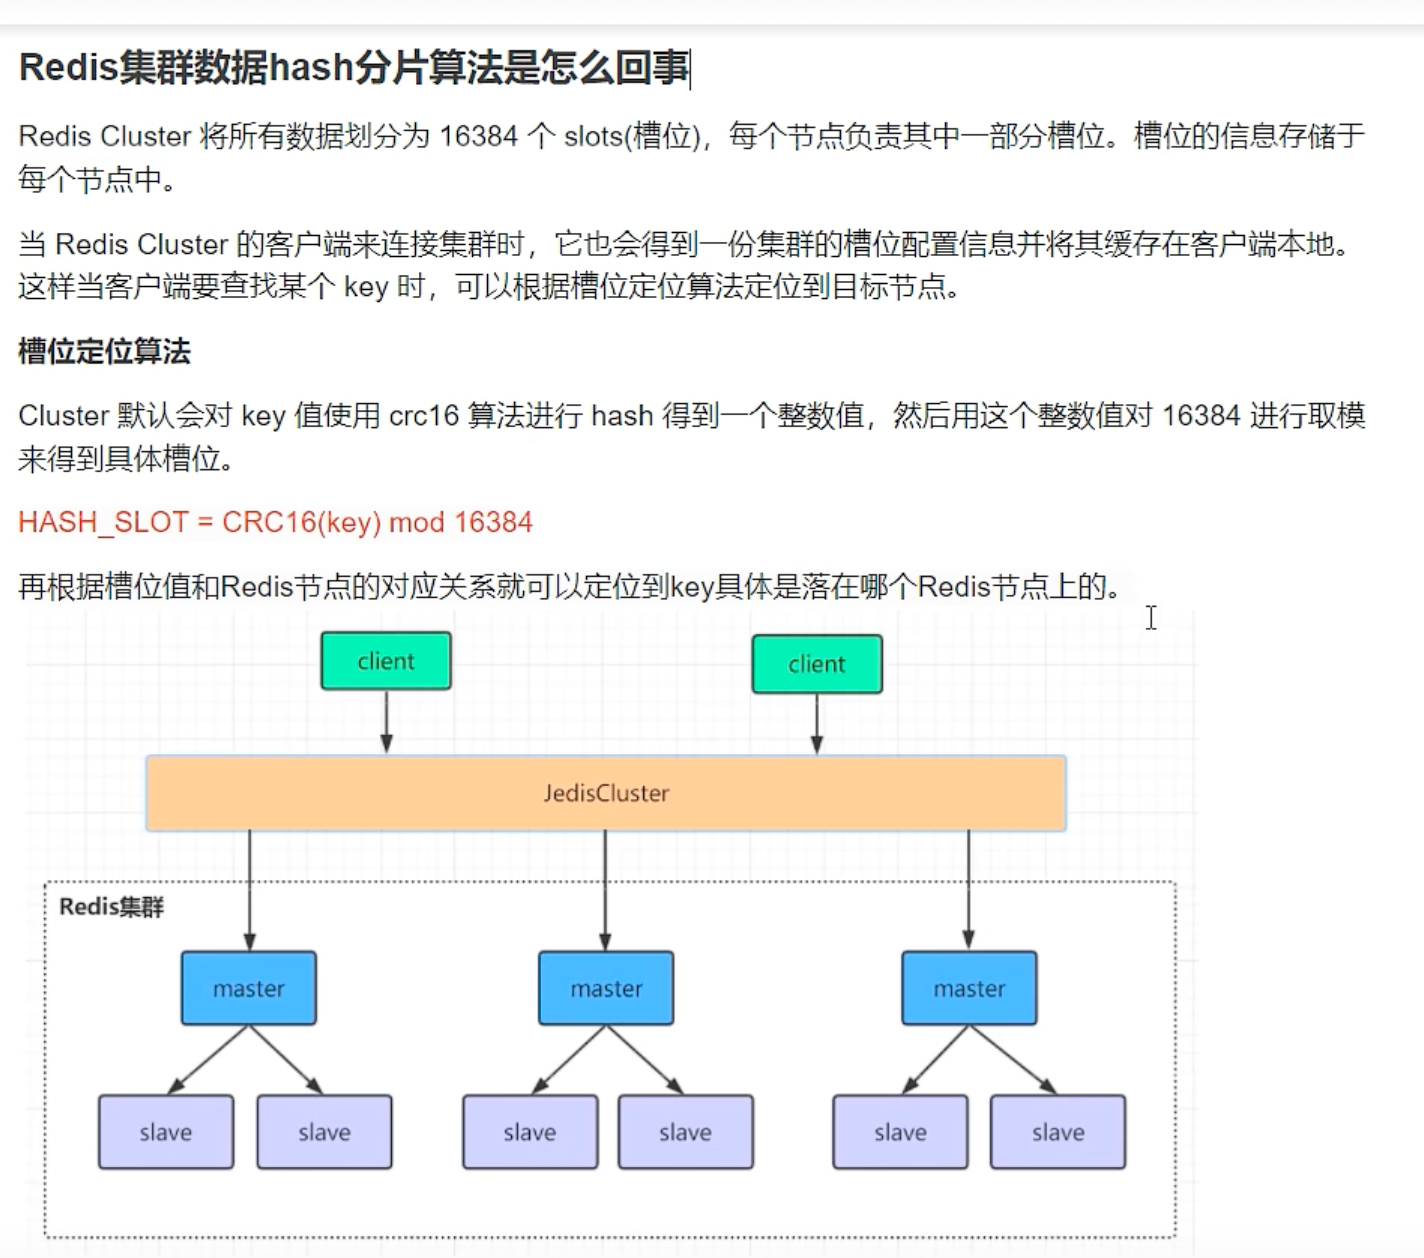 Redis集群数据hash分片算法是怎么回事
Redis Cluster 将所有数据划分为 16384 个 slots(槽位)，每个节点负责其中一部分槽位。槽位的信息存储于
每个节点中。
当 Redis Cluster 的客户端来连接集群时，它也会得到一份集群的槽位配置信息并将其缓存在客户端本地。
这样当客户端要查找某个 key 时，可以根据槽位定位算法定位到目标节点。
槽位定位算法
Cluster 默认会对 key 值使用 crc16 算法进行 hash 得到一个整数值，然后用这个整数值对 16384 进行取模
来得到具体槽位。
HASH_SLOT = CRC16(key) mod 16384
再根据槽位值和Redis节点的对应关系就可以定位到key具体是落在哪个Redis节点上的。
client
client
JedisCluster
Redis集群
master
master
master
slave
slave
slave
slave
slave
slave